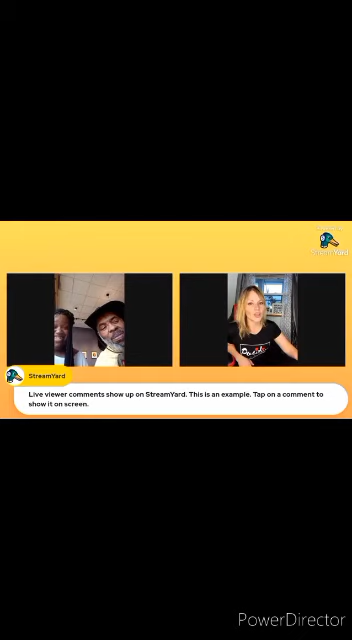 StreamYard
StreamYard
Live viewer comments show up on StreamYard. This is an example. Tap on a comment to
show it on screen.
PowerDirector